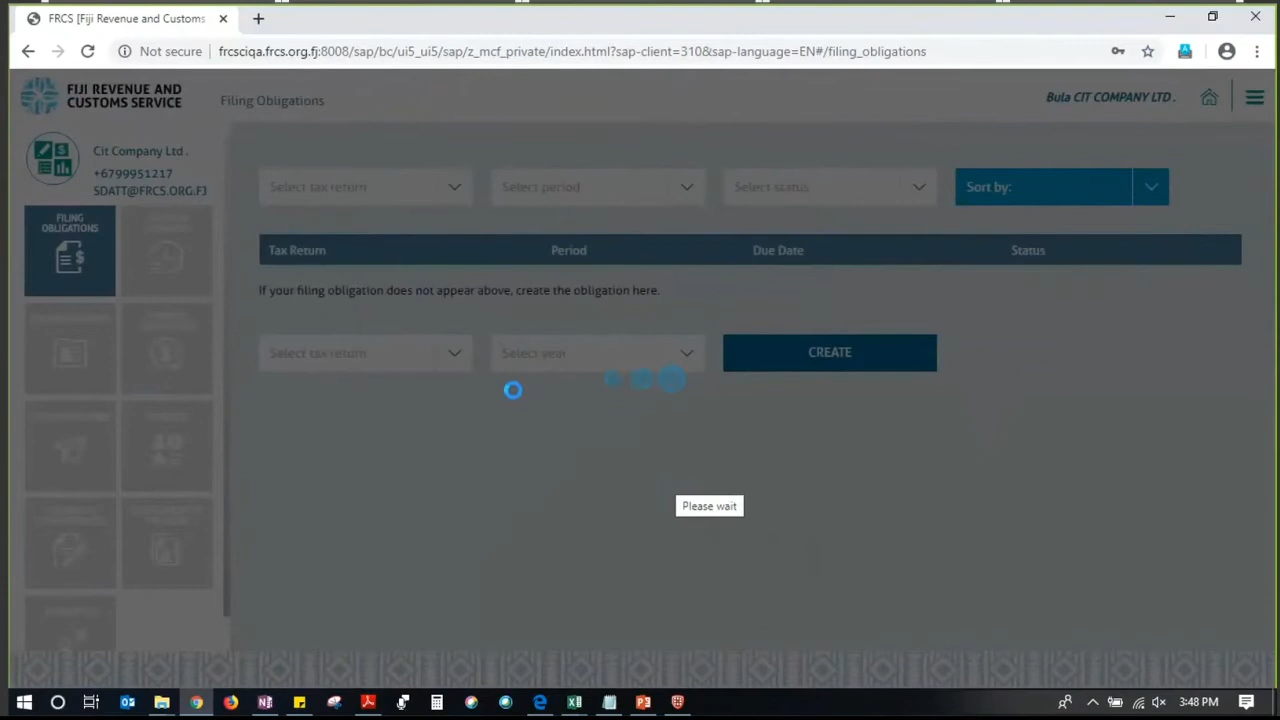 FRCS [Fiji Revenue and Customs
Not secure
frcsciqa.frcs.org.fj:8008/sap/bc/ui5_ui5/sap/z_mcf_private/index.html?sap-client=310&sap-language=EN#/filing_obligations
FIJI REVENUE AND
CUSTOMS SERVICE
Filing Obligations
Bula CIT COMPANY LTD .
Cit Company Ltd .
+6799951217
SDATT@FRCS.ORG.FJ
FILING
OBLIGATIONS
Select tax return
Select period
Select status
Sort by:
Tax Return
Period
Due Date
Status
If your filing obligation does not appear above, create the obligation here.
Select tax return
Select year
CREATE
Please wait
3:48 PM